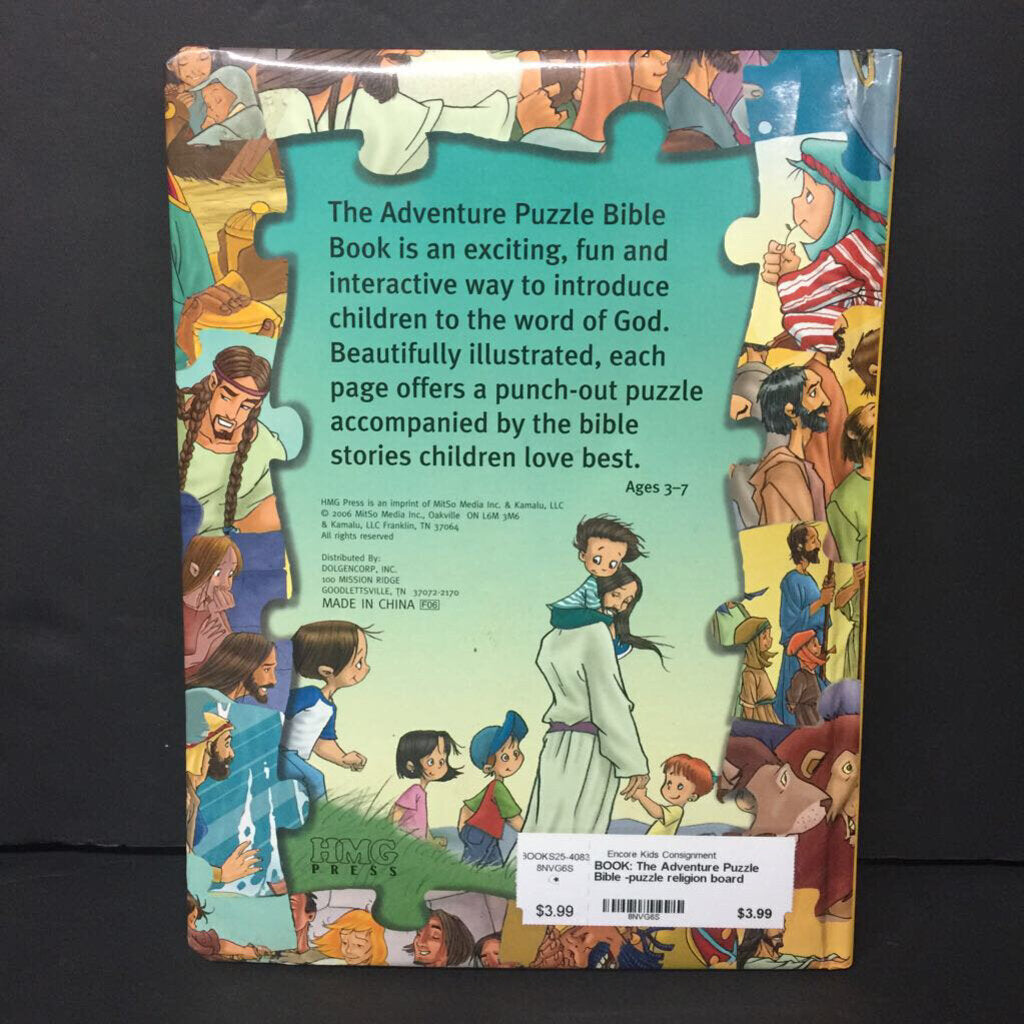 The Adventure Puzzle Bible
Book is an exciting, fun and
interactive way to introduce
children to the word of God.
Beautifully illustrated, each
page offers a punch-out puzzle
accompanied by the bible
stories children love best.
Ages 3–7
HMG Press is an imprint of MitSo Media Inc. & Kamalu, LLC
© 2006 MitSo Media Inc., Oakville ON L6M 3M6
& Kamalu, LLC Franklin, TN 37064
All rights reserved
Distributed By:
DOLGENCORP, INC.
100 MISSION RIDGE
GOODLETTSVILLE, TN 37072-2170
MADE IN CHINA F06
HMG
PRESS
BOOKS25-4083
8NVG6S
$3.99
Encore Kids Consignment
BOOK: The Adventure Puzzle
Bible -puzzle religion board
8NVG6S
$3.99